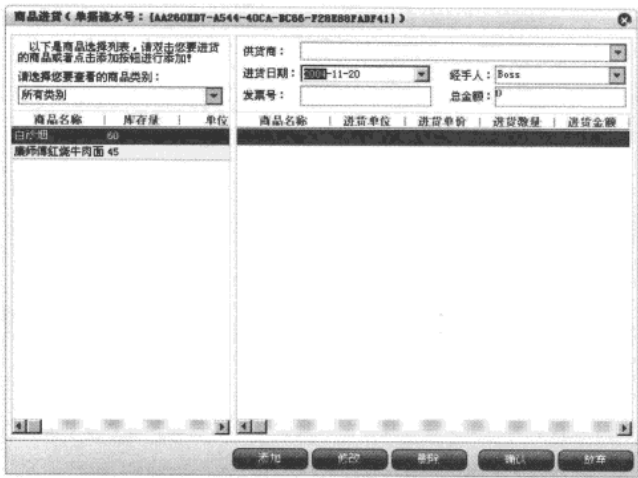 商品进货(单据流水号:{AA260XD7-A544-40CA-BC66-F28E88FADF41})
以下是商品选择列表，请双击您要进货
的商品或者点击添加按钮进行添加!
请选择您要查看的商品类别：
所有类别
商品名称 | 库存量 | 单位
白沙烟 60
康师傅红烧牛肉面 45
供货商：
进货日期： -11-20
经手人：Boss
发票号：
总金额：0
商品名称 | 进货单位 | 进货单价 | 进货数量 | 进货金额
添加 修改 删除 确认 放弃